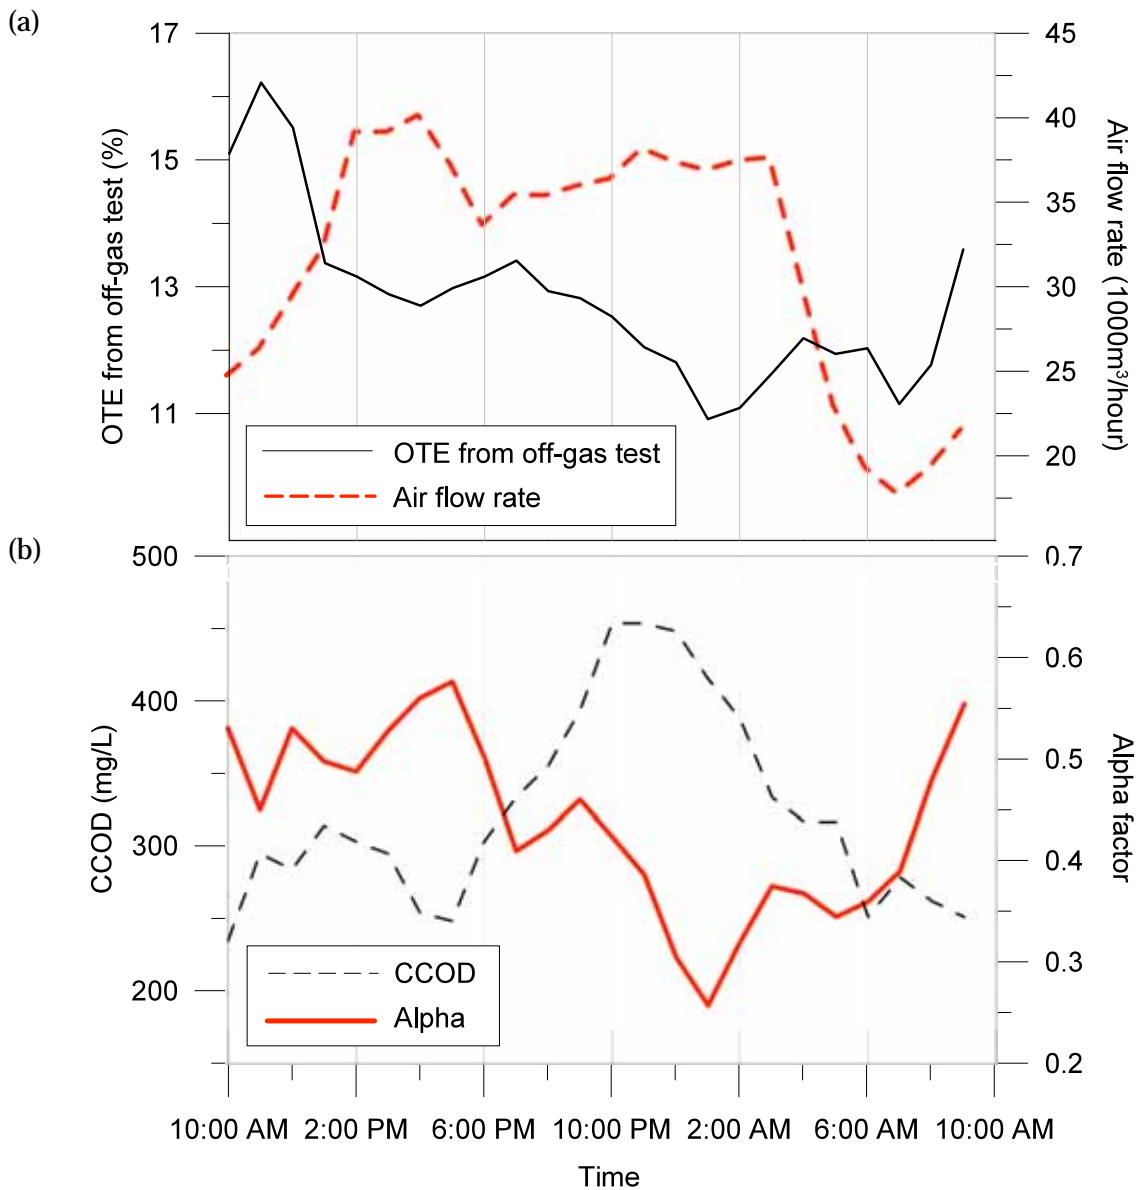 (a)
17
16
15
14
13
12
11
OTE from off-gas test (%)
45
40
35
30
25
20
Air flow rate (1000m³/hour)
OTE from off-gas test
Air flow rate
(b)
500
400
300
200
CCOD (mg/L)
0.7
0.6
0.5
0.4
0.3
0.2
Alpha factor
CCOD
Alpha
10:00 AM 2:00 PM 6:00 PM 10:00 PM 2:00 AM 6:00 AM 10:00 AM
Time